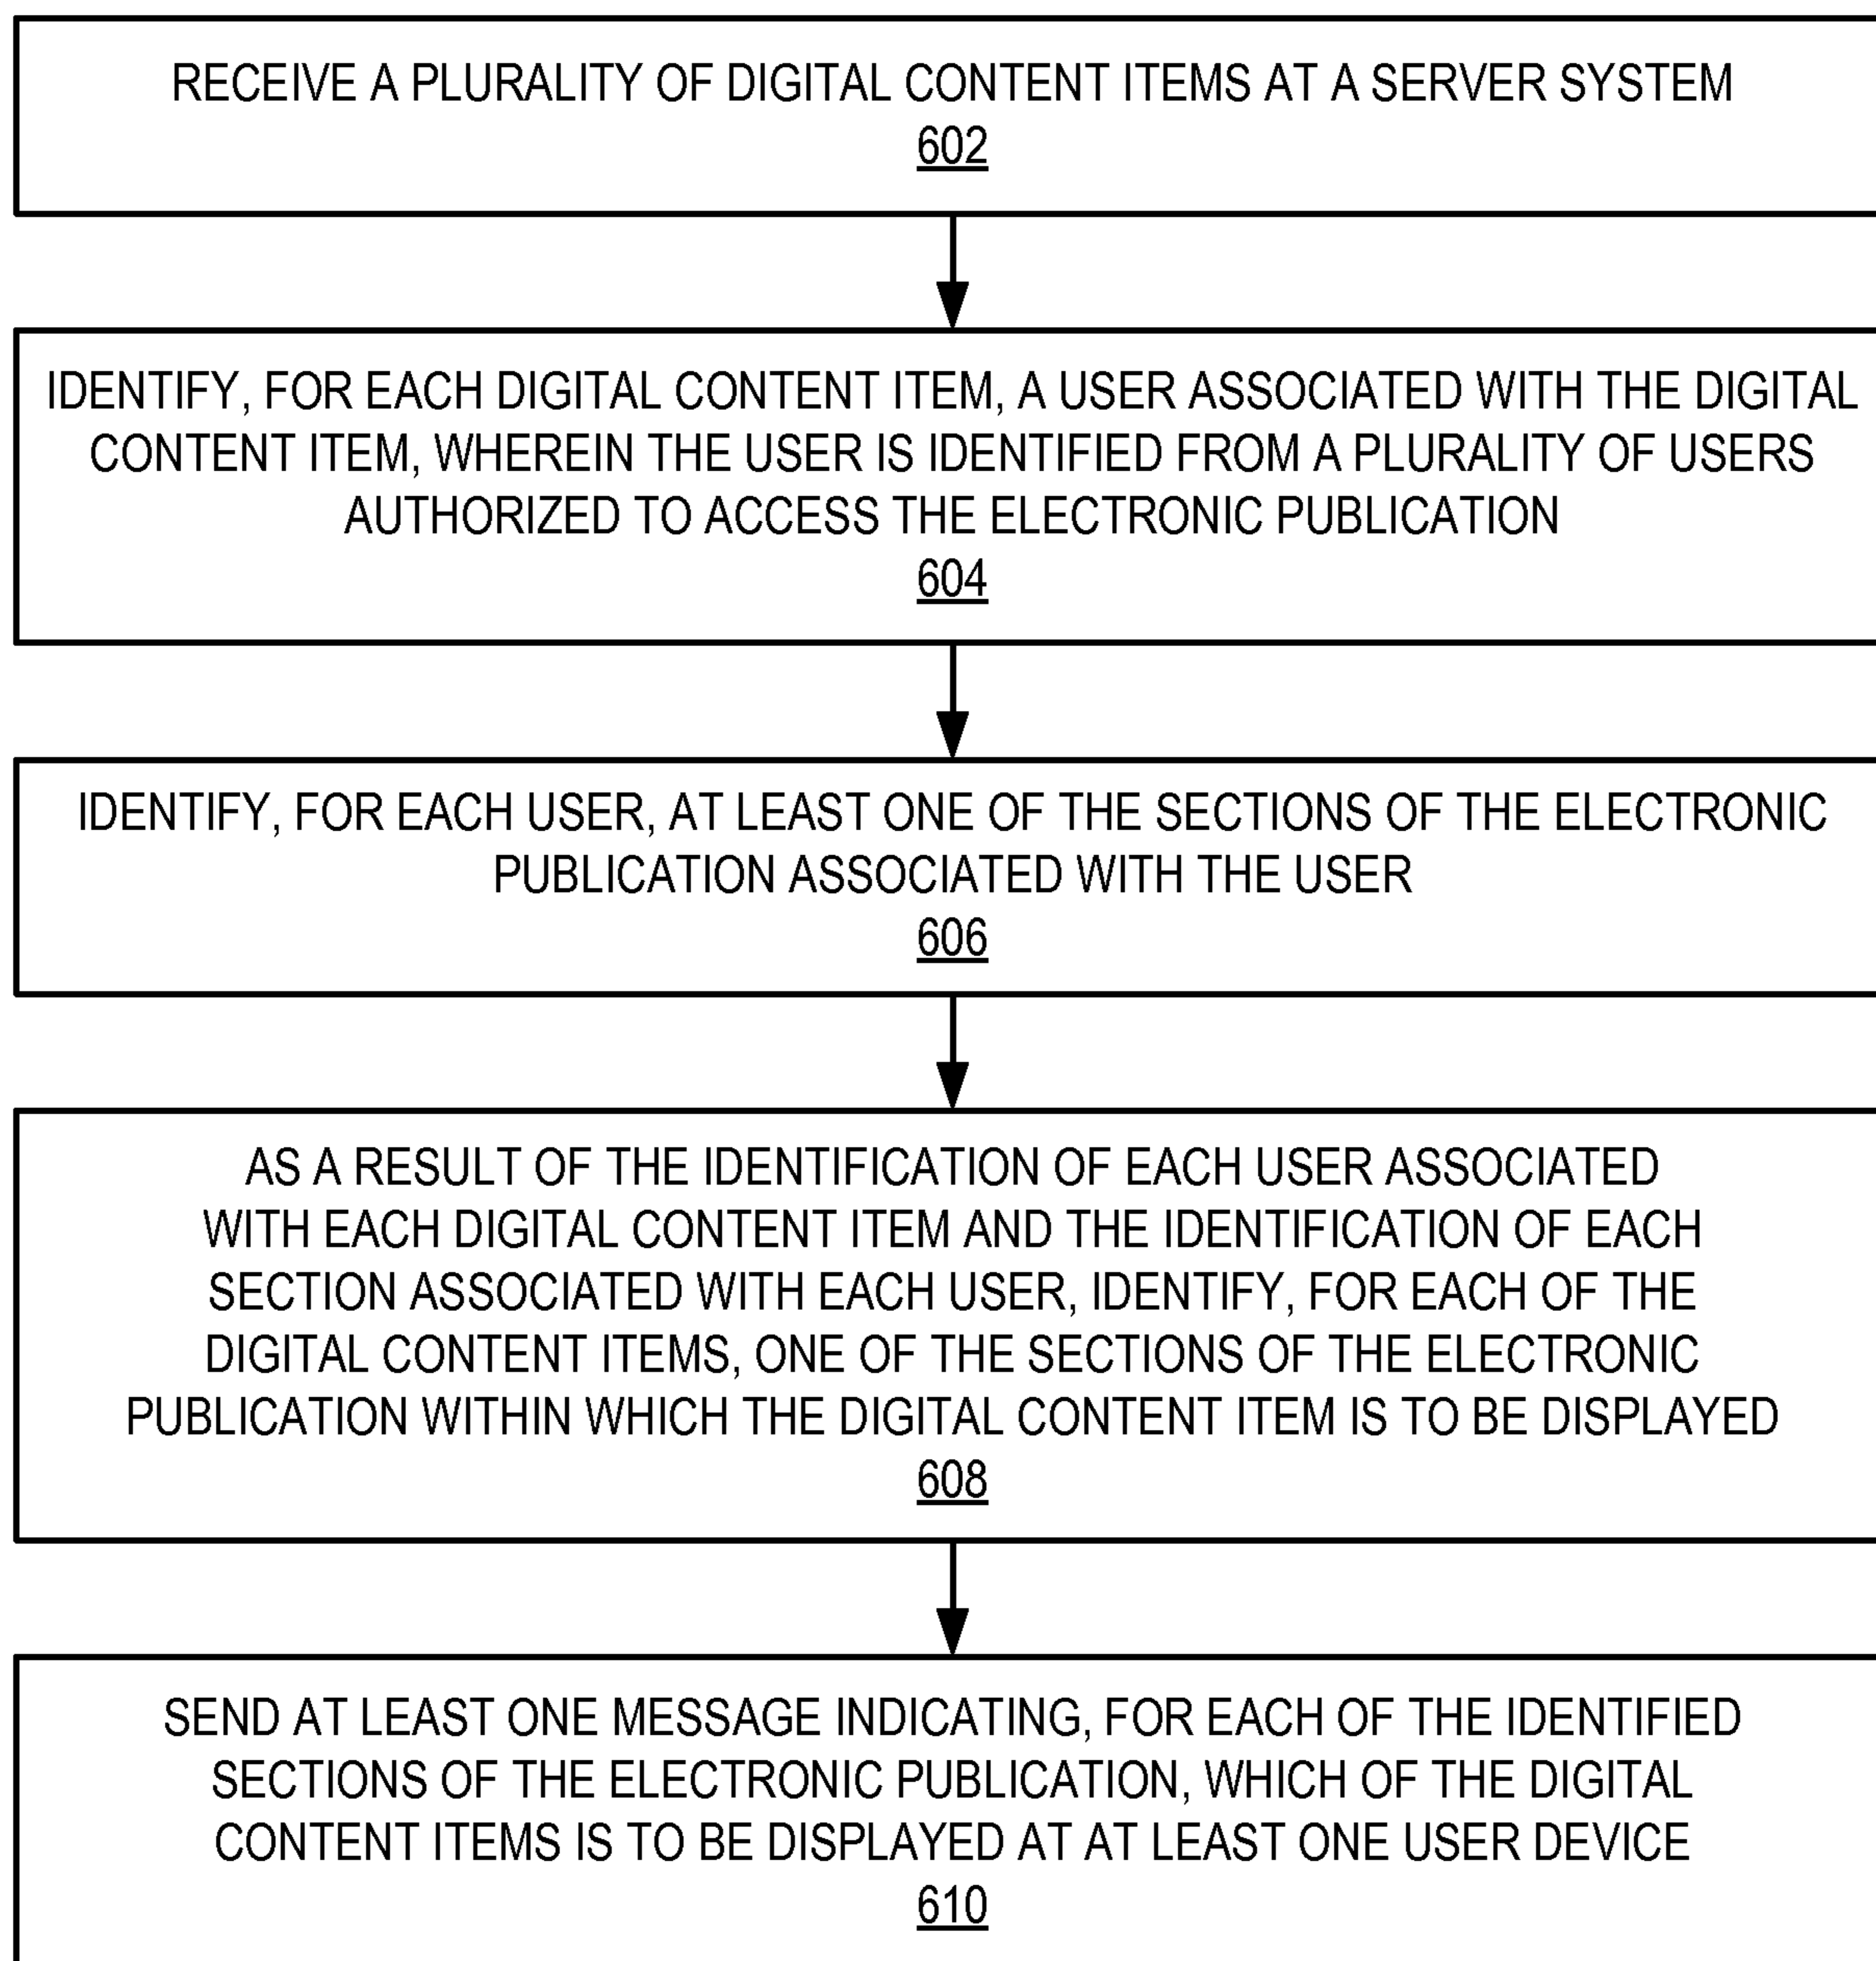 RECEIVE A PLURALITY OF DIGITAL CONTENT ITEMS AT A SERVER SYSTEM
602
IDENTIFY, FOR EACH DIGITAL CONTENT ITEM, A USER ASSOCIATED WITH THE DIGITAL
CONTENT ITEM, WHEREIN THE USER IS IDENTIFIED FROM A PLURALITY OF USERS
AUTHORIZED TO ACCESS THE ELECTRONIC PUBLICATION
604
IDENTIFY, FOR EACH USER, AT LEAST ONE OF THE SECTIONS OF THE ELECTRONIC
PUBLICATION ASSOCIATED WITH THE USER
606
AS A RESULT OF THE IDENTIFICATION OF EACH USER ASSOCIATED
WITH EACH DIGITAL CONTENT ITEM AND THE IDENTIFICATION OF EACH
SECTION ASSOCIATED WITH EACH USER, IDENTIFY, FOR EACH OF THE
DIGITAL CONTENT ITEMS, ONE OF THE SECTIONS OF THE ELECTRONIC
PUBLICATION WITHIN WHICH THE DIGITAL CONTENT ITEM IS TO BE DISPLAYED
608
SEND AT LEAST ONE MESSAGE INDICATING, FOR EACH OF THE IDENTIFIED
SECTIONS OF THE ELECTRONIC PUBLICATION, WHICH OF THE DIGITAL
CONTENT ITEMS IS TO BE DISPLAYED AT AT LEAST ONE USER DEVICE
610